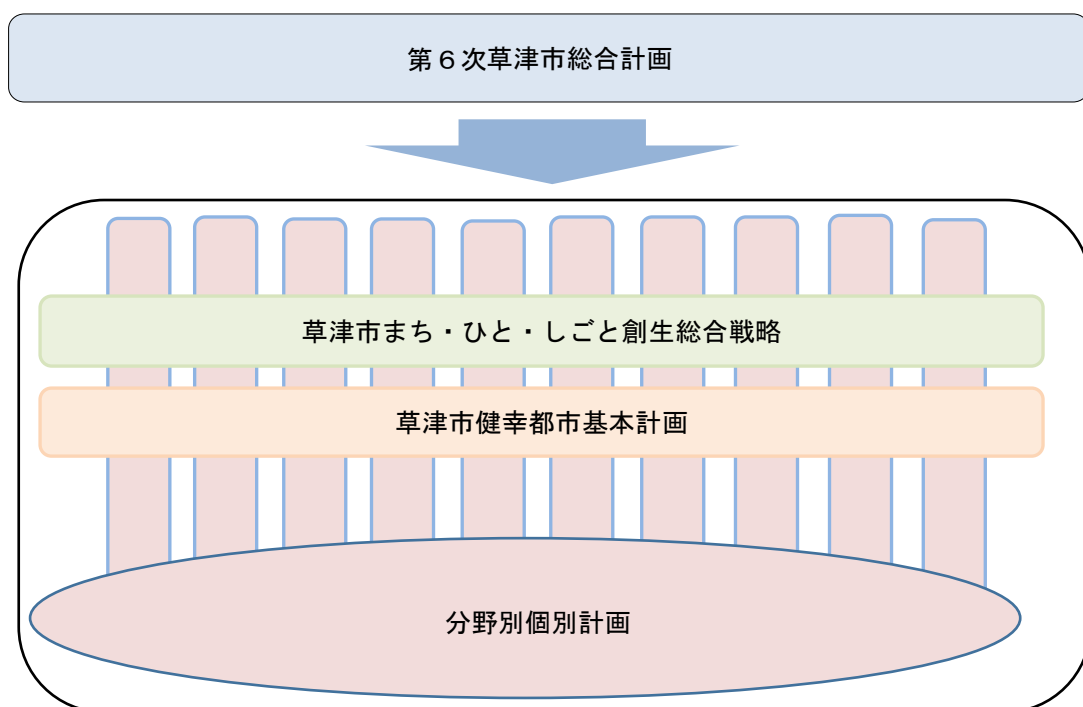 第６次草津市総合計画
草津市まち・ひと・しごと創生総合戦略
草津市健幸都市基本計画
分野別個別計画